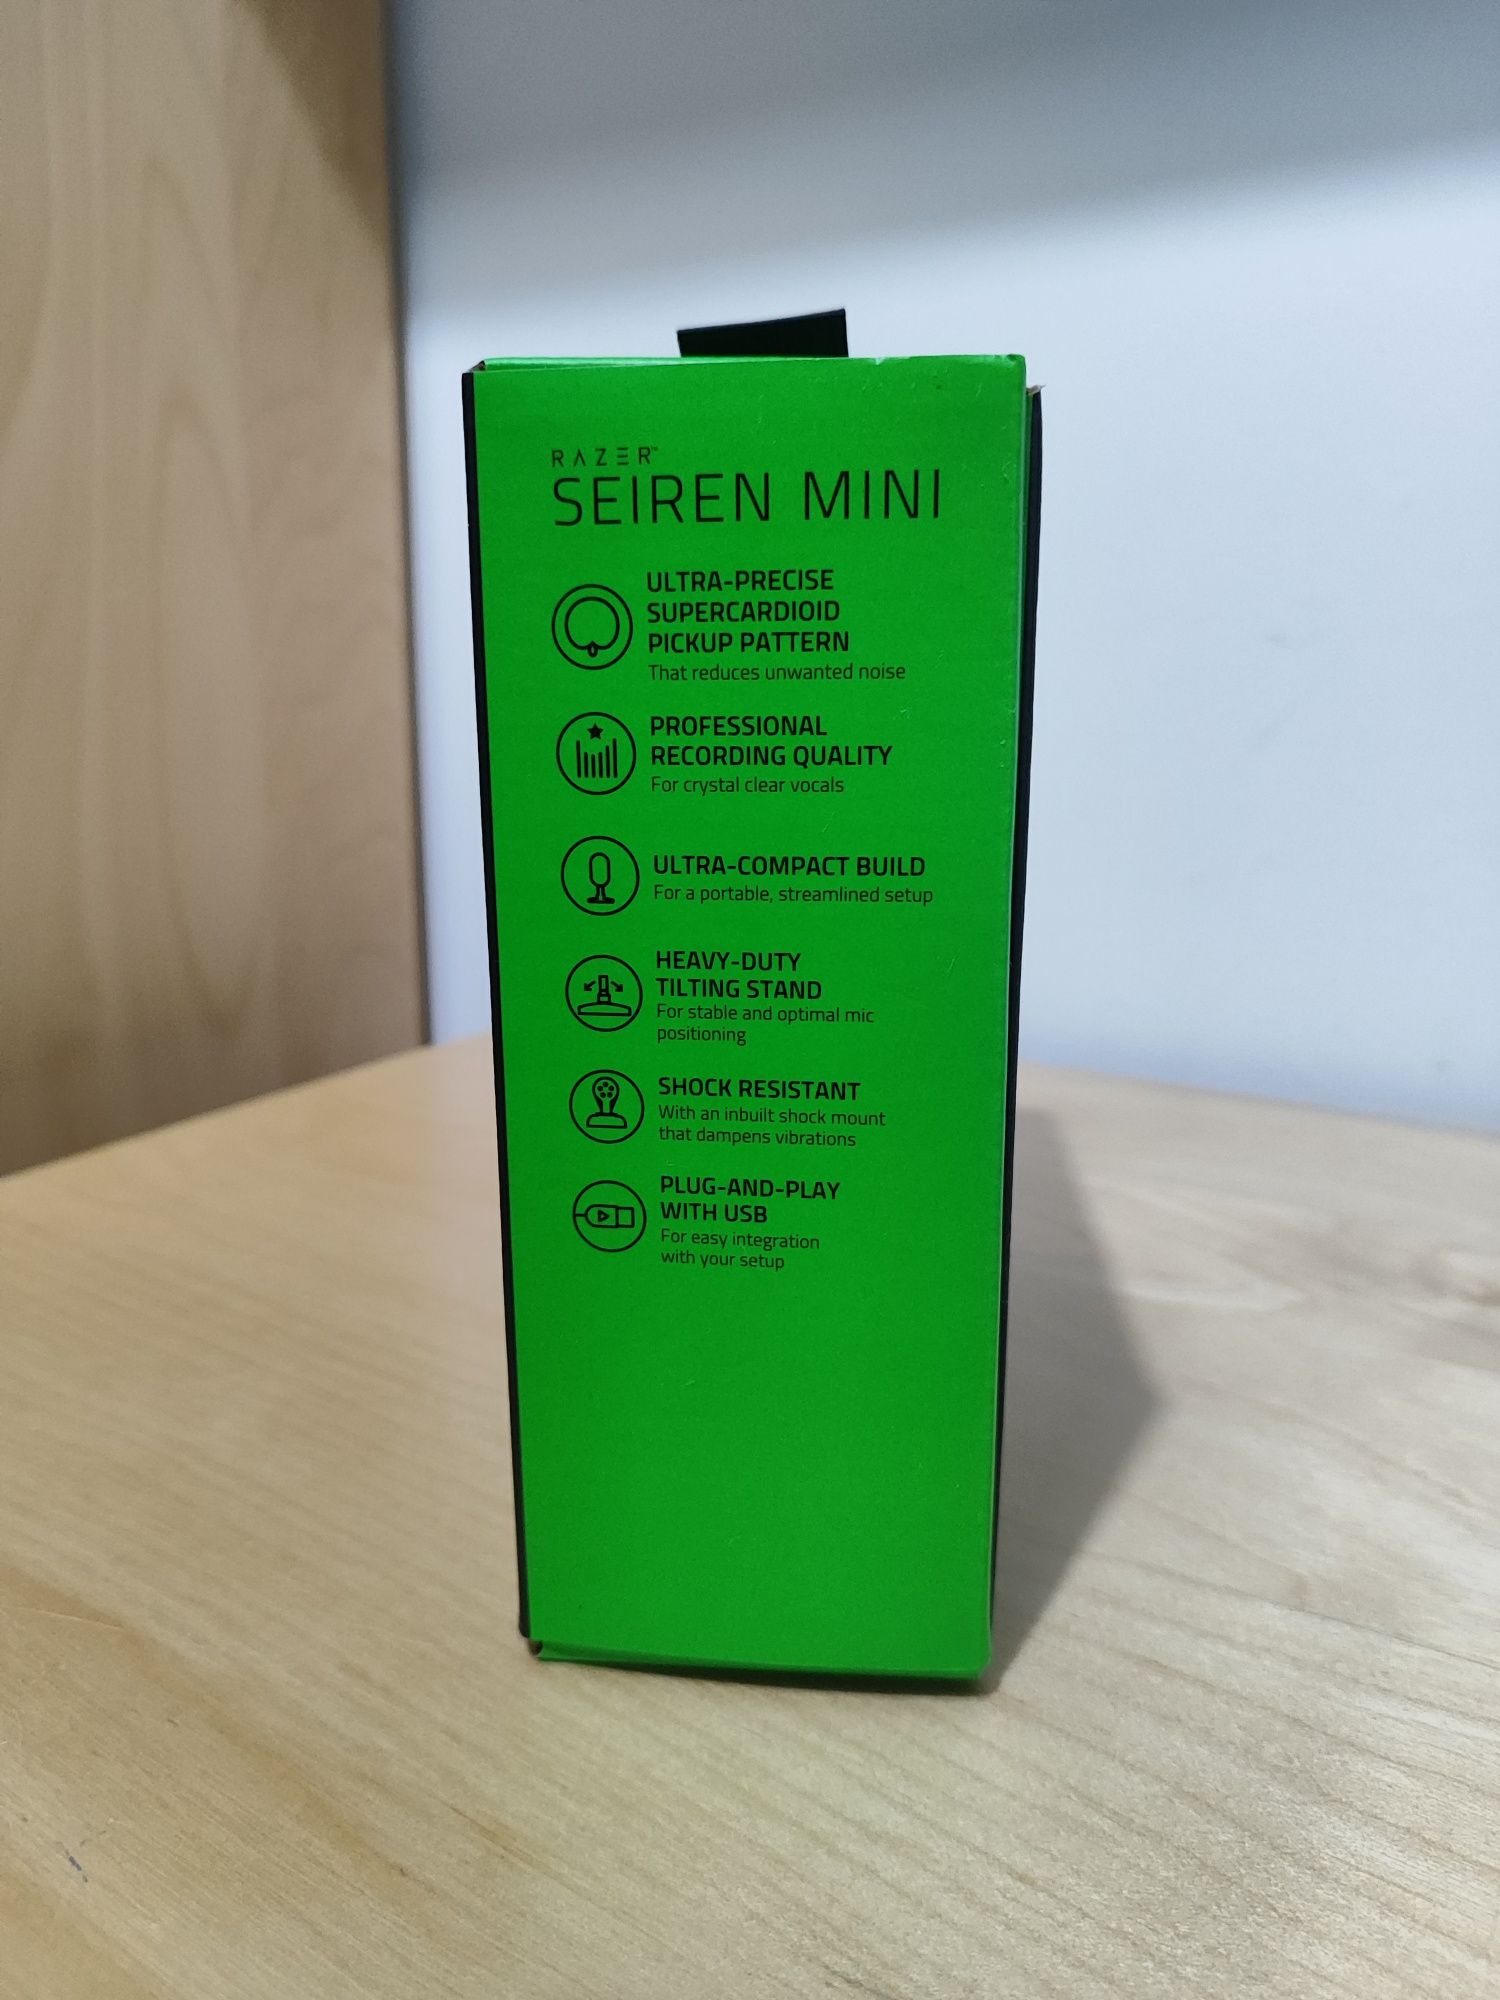 RAZER™
SEIREN MINI
ULTRA-PRECISE
SUPERCARDIOID
PICKUP PATTERN
That reduces unwanted noise
PROFESSIONAL
RECORDING QUALITY
For crystal clear vocals
ULTRA-COMPACT BUILD
For a portable, streamlined setup
HEAVY-DUTY
TILTING STAND
For stable and optimal mic
positioning
SHOCK RESISTANT
With an inbuilt shock mount
that dampens vibrations
PLUG-AND-PLAY
WITH USB
For easy integration
with your setup